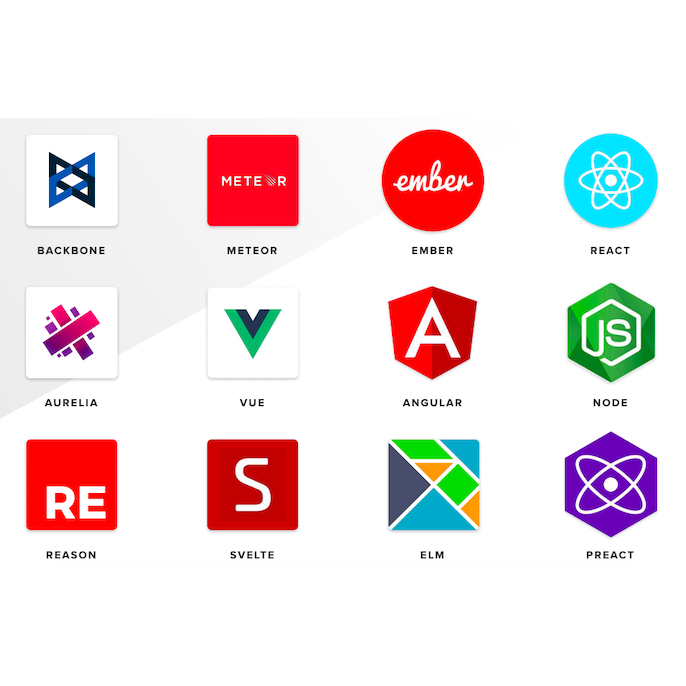 METEOR
ember
BACKBONE
METEOR
EMBER
REACT
A
JS
AURELIA
VUE
ANGULAR
NODE
RE
S
REASON
SVELTE
ELM
PREACT